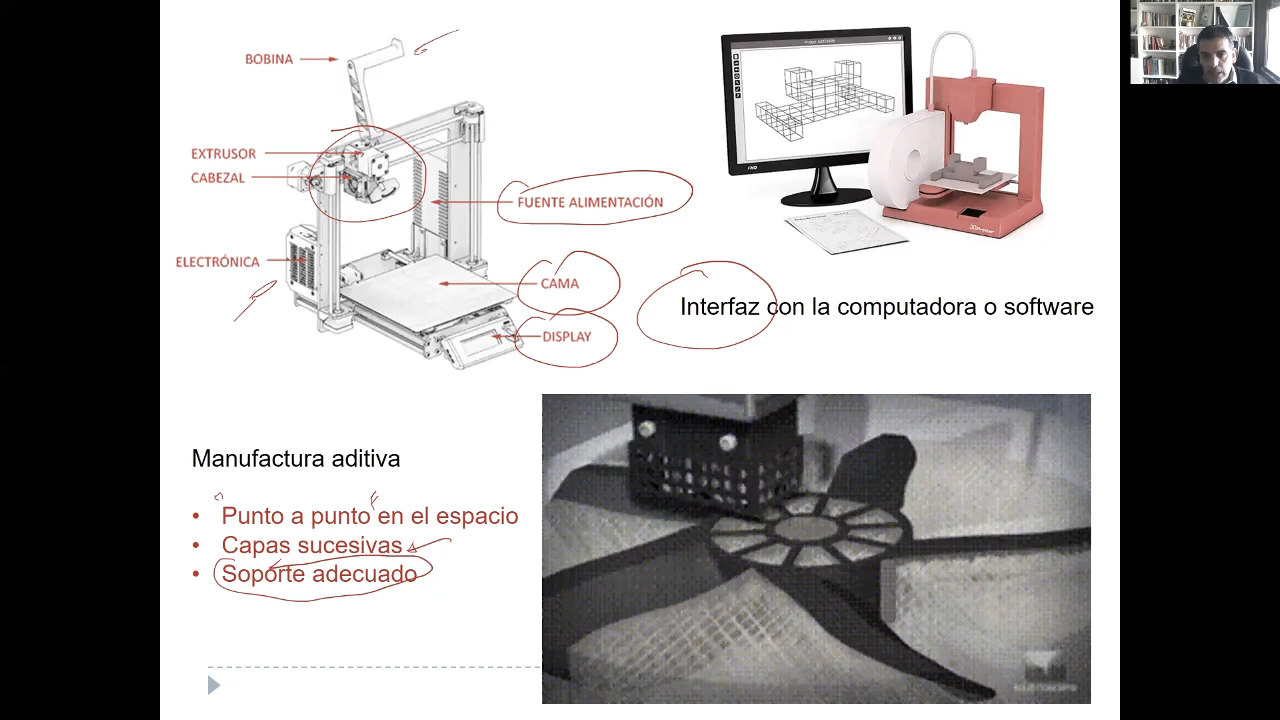 BOBINA
EXTRUSOR
CABEZAL
FUENTE ALIMENTACIÓN
ELECTRÓNICA
CAMA
DISPLAY
Interfaz con la computadora o software
Manufactura aditiva
• Punto a punto en el espacio
• Capas sucesivas
• Soporte adecuado